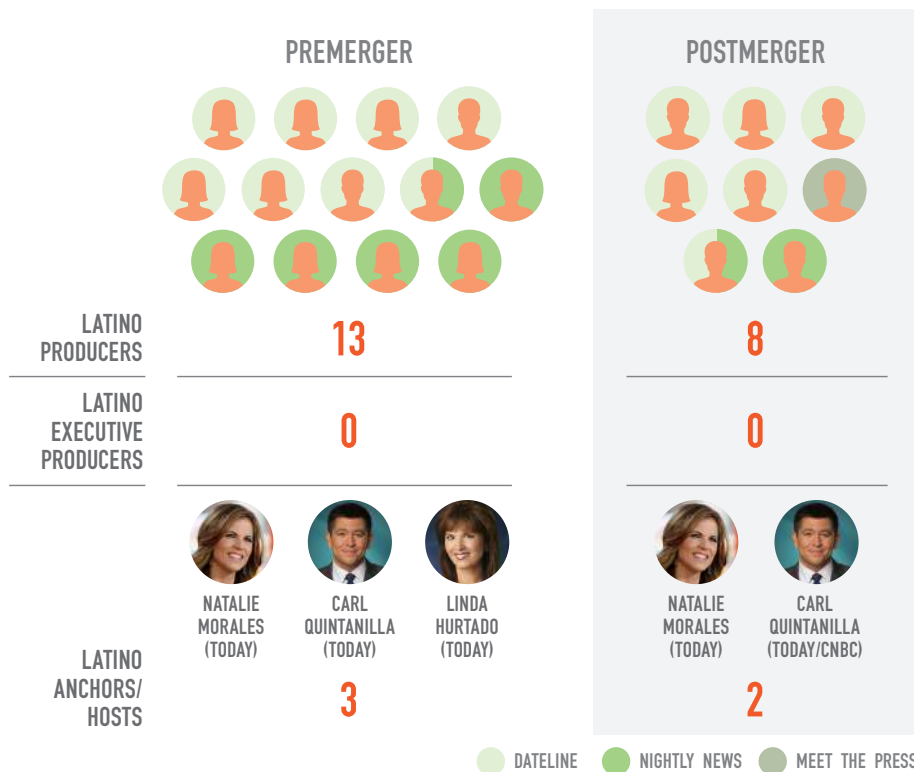 PREMERGER
POSTMERGER
LATINO
PRODUCERS
13
8
LATINO
EXECUTIVE
PRODUCERS
0
0
NATALIE
MORALES
(TODAY)
CARL
QUINTANILLA
(TODAY)
LINDA
HURTADO
(TODAY)
NATALIE
MORALES
(TODAY)
CARL
QUINTANILLA
(TODAY/CNBC)
LATINO
ANCHORS/
HOSTS
3
2
DATELINE
NIGHTLY NEWS
MEET THE PRESS